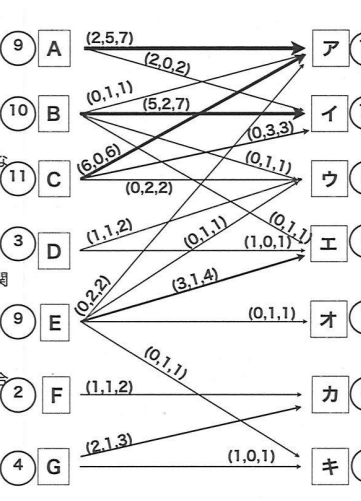 9 A (2,5,7) ア
(2,0,2)
(0,1,1)
10 B (5,2,7) イ
(0,3,3)
(0,1,1)
11 C (6,0,6) ウ
(0,2,2)
(0,1,1)
3 D (1,1,2) (0,1,1) (1,0,1) エ
関
(3,1,4)
(0,2,2)
9 E (0,1,1) オ
(0,1,1)
2 F (1,1,2) カ
(2,1,3)
4 G (1,0,1) キ